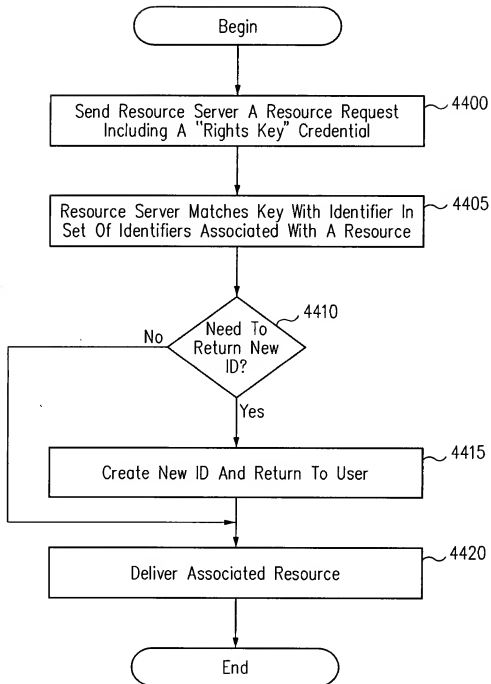 Begin
Send Resource Server A Resource Request
Including A "Rights Key" Credential
4400
Resource Server Matches Key With Identifier In
Set Of Identifiers Associated With A Resource
4405
Need To
Return New
ID?
4410
No
Yes
Create New ID And Return To User
4415
Deliver Associated Resource
4420
End